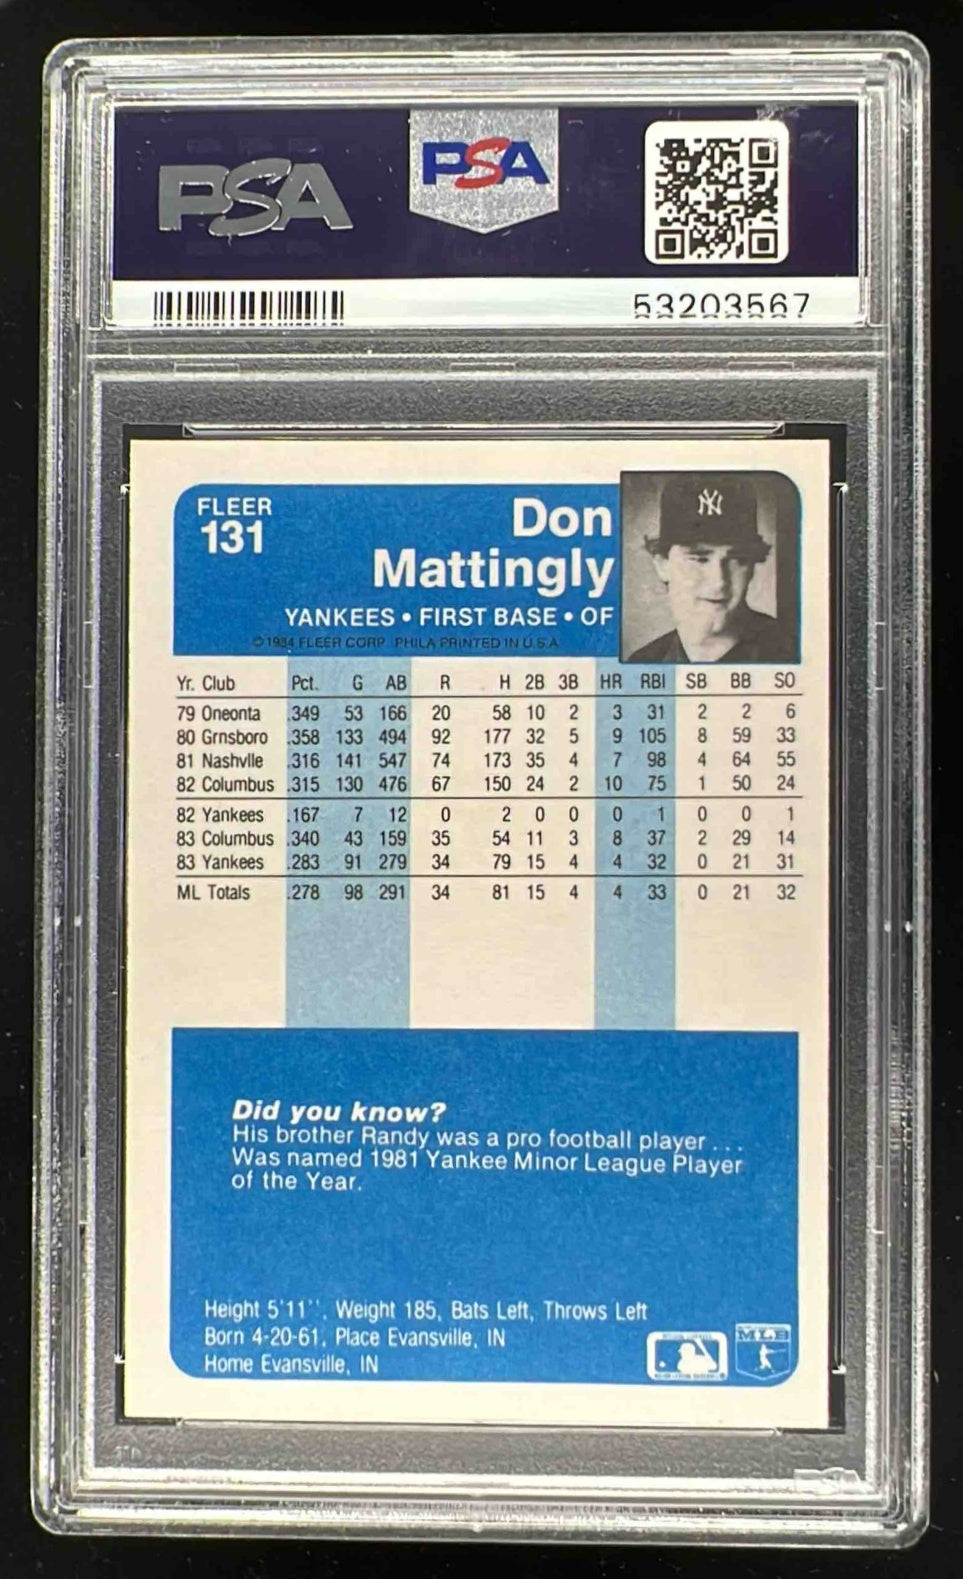 PSA PSA
53203567
FLEER
131
Don
Mattingly
YANKEES • FIRST BASE • OF
©1984 FLEER CORP. PHILA PRINTED IN U.S.A.
Yr. Club Pct. G AB R H 2B 3B HR RBI SB BB SO
79 Oneonta .349 53 166 20 58 10 2 3 31 2 2 6
80 Grnsboro .358 133 494 92 177 32 5 9 105 8 59 33
81 Nashvlle .316 141 547 74 173 35 4 7 98 4 64 55
82 Columbus .315 130 476 67 150 24 2 10 75 1 50 24
82 Yankees .167 7 12 0 2 0 0 0 1 0 0 1
83 Columbus .340 43 159 35 54 11 3 8 37 2 29 14
83 Yankees .283 91 279 34 79 15 4 4 32 0 21 31
ML Totals .278 98 291 34 81 15 4 4 33 0 21 32
Did you know?
His brother Randy was a pro football player . . .
Was named 1981 Yankee Minor League Player
of the Year.
Height 5'11'', Weight 185, Bats Left, Throws Left
Born 4-20-61, Place Evansville, IN
Home Evansville, IN
MLB
PSA